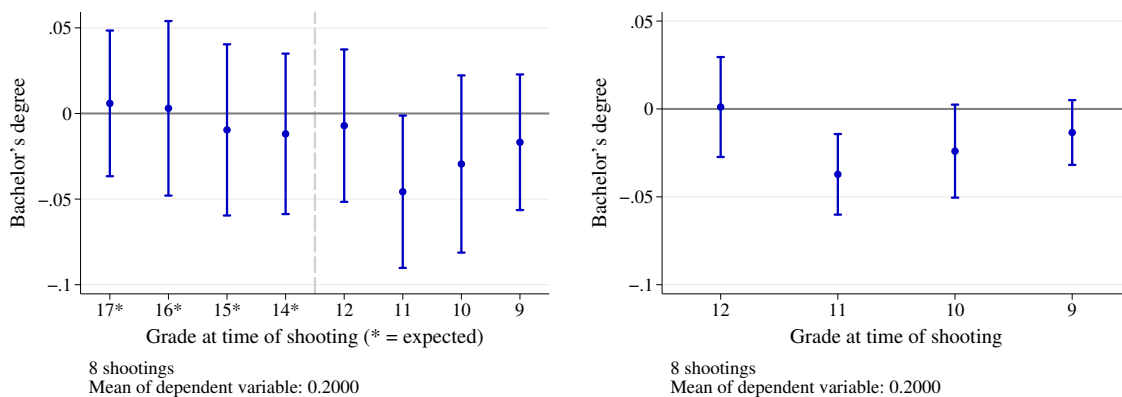 Bachelor's degree
.05
0
−.05
−.1
17* 16* 15* 14* 12 11 10 9
Grade at time of shooting (* = expected)
8 shootings
Mean of dependent variable: 0.2000
Bachelor's degree
.05
0
−.05
−.1
12 11 10 9
Grade at time of shooting
8 shootings
Mean of dependent variable: 0.2000